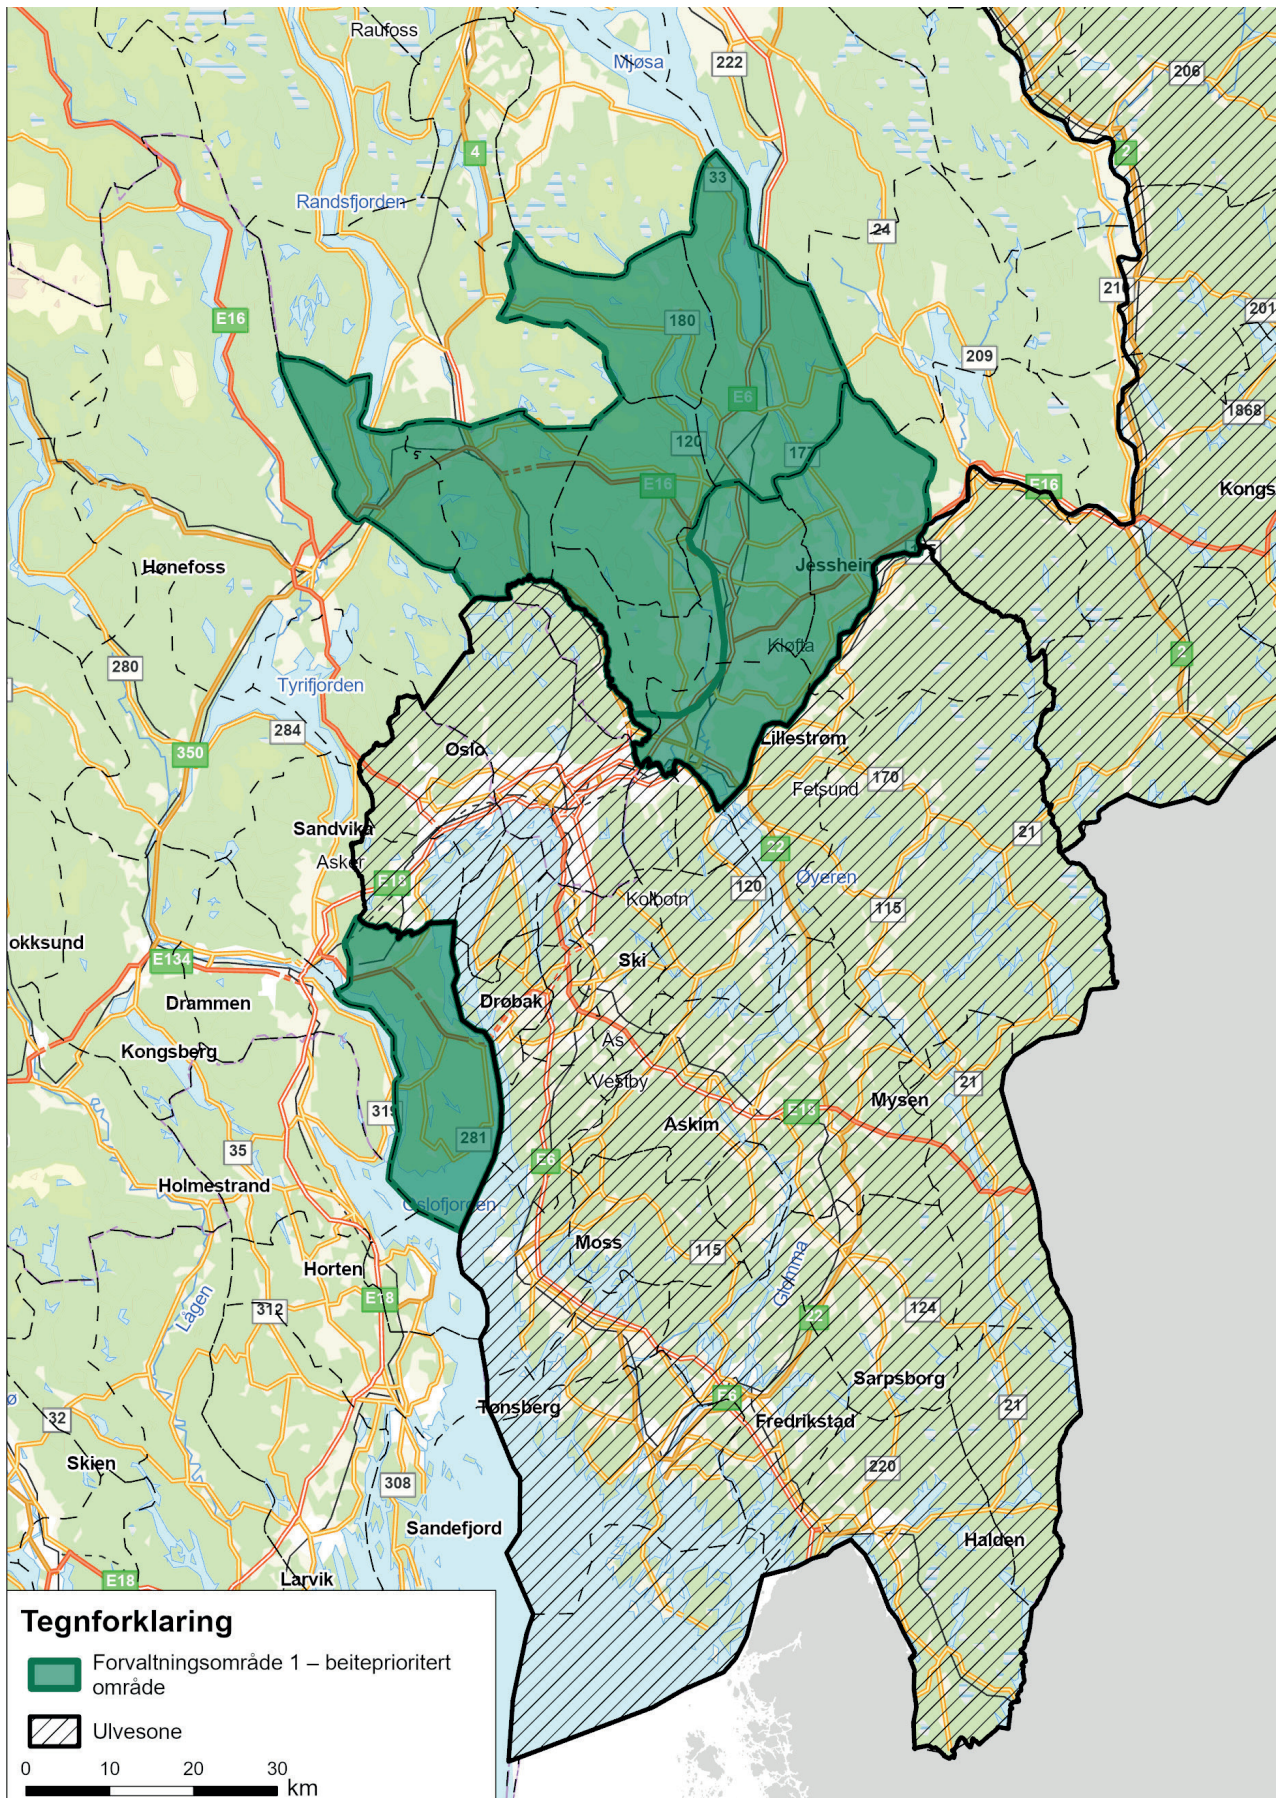 Raufoss
Mjøsa
222
206
4
2
33
Randsfjorden
24
210
E16
201
180
209
E6
1868
120
177
5
E16
E16
Kongs
Hønefoss
Jessheim
Kløfta
2
280
Tyrifjorden
284
350
Oslo
Lillestrøm
170
Fetsund
Sandvika
21
Asker
22
E18
Øyeren
120
Kolbotn
115
okksund
E134
Ski
Drammen
Drøbak
Kongsberg
Ås
Vestby
21
319
E18
Mysen
281
Askim
35
E6
Holmestrand
Oslofjorden
Moss
115
Horten
Glomma
E18
Lågen
312
22
124
Sarpsborg
ø
32
Tønsberg
E6
Fredrikstad
21
Skien
308
220
Sandefjord
Halden
E18
Larvik
Tegnforklaring
Forvaltningsområde 1 – beiteprioritert
område
Ulvesone
0 10 20 30
km